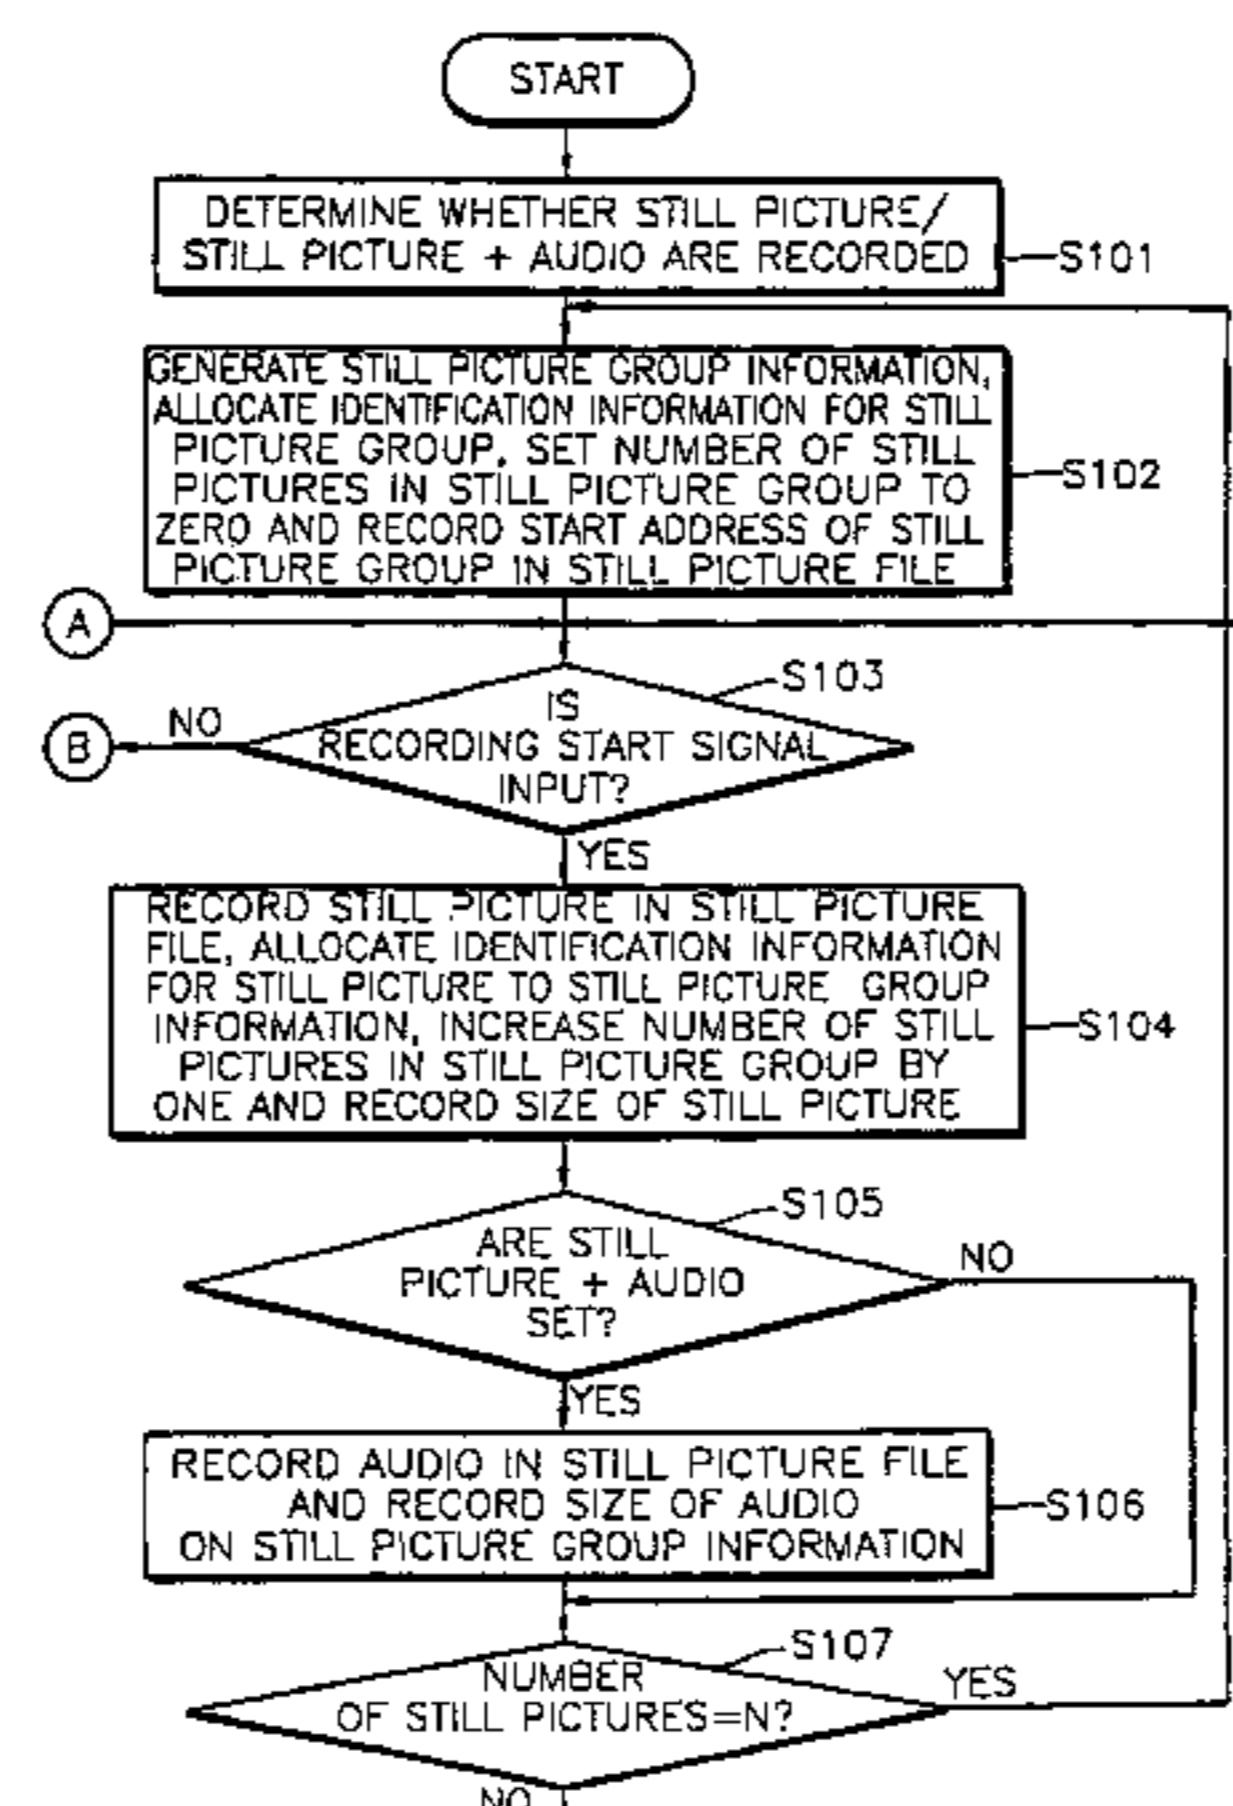 START
DETERMINE WHETHER STILL PICTURE/
STILL PICTURE + AUDIO ARE RECORDED
S101
GENERATE STILL PICTURE GROUP INFORMATION,
ALLOCATE IDENTIFICATION INFORMATION FOR STILL
PICTURE GROUP, SET NUMBER OF STILL
PICTURES IN STILL PICTURE GROUP TO
ZERO AND RECORD START ADDRESS OF STILL
PICTURE GROUP IN STILL PICTURE FILE
S102
A
S103
IS
RECORDING START SIGNAL
INPUT?
NO
B
YES
RECORD STILL PICTURE IN STILL PICTURE
FILE, ALLOCATE IDENTIFICATION INFORMATION
FOR STILL PICTURE TO STILL PICTURE GROUP
INFORMATION, INCREASE NUMBER OF STILL
PICTURES IN STILL PICTURE GROUP BY
ONE AND RECORD SIZE OF STILL PICTURE
S104
S105
ARE STILL
PICTURE + AUDIO
SET?
NO
YES
RECORD AUDIO IN STILL PICTURE FILE
AND RECORD SIZE OF AUDIO
ON STILL PICTURE GROUP INFORMATION
S106
S107
NUMBER
OF STILL PICTURES=N?
YES
NO